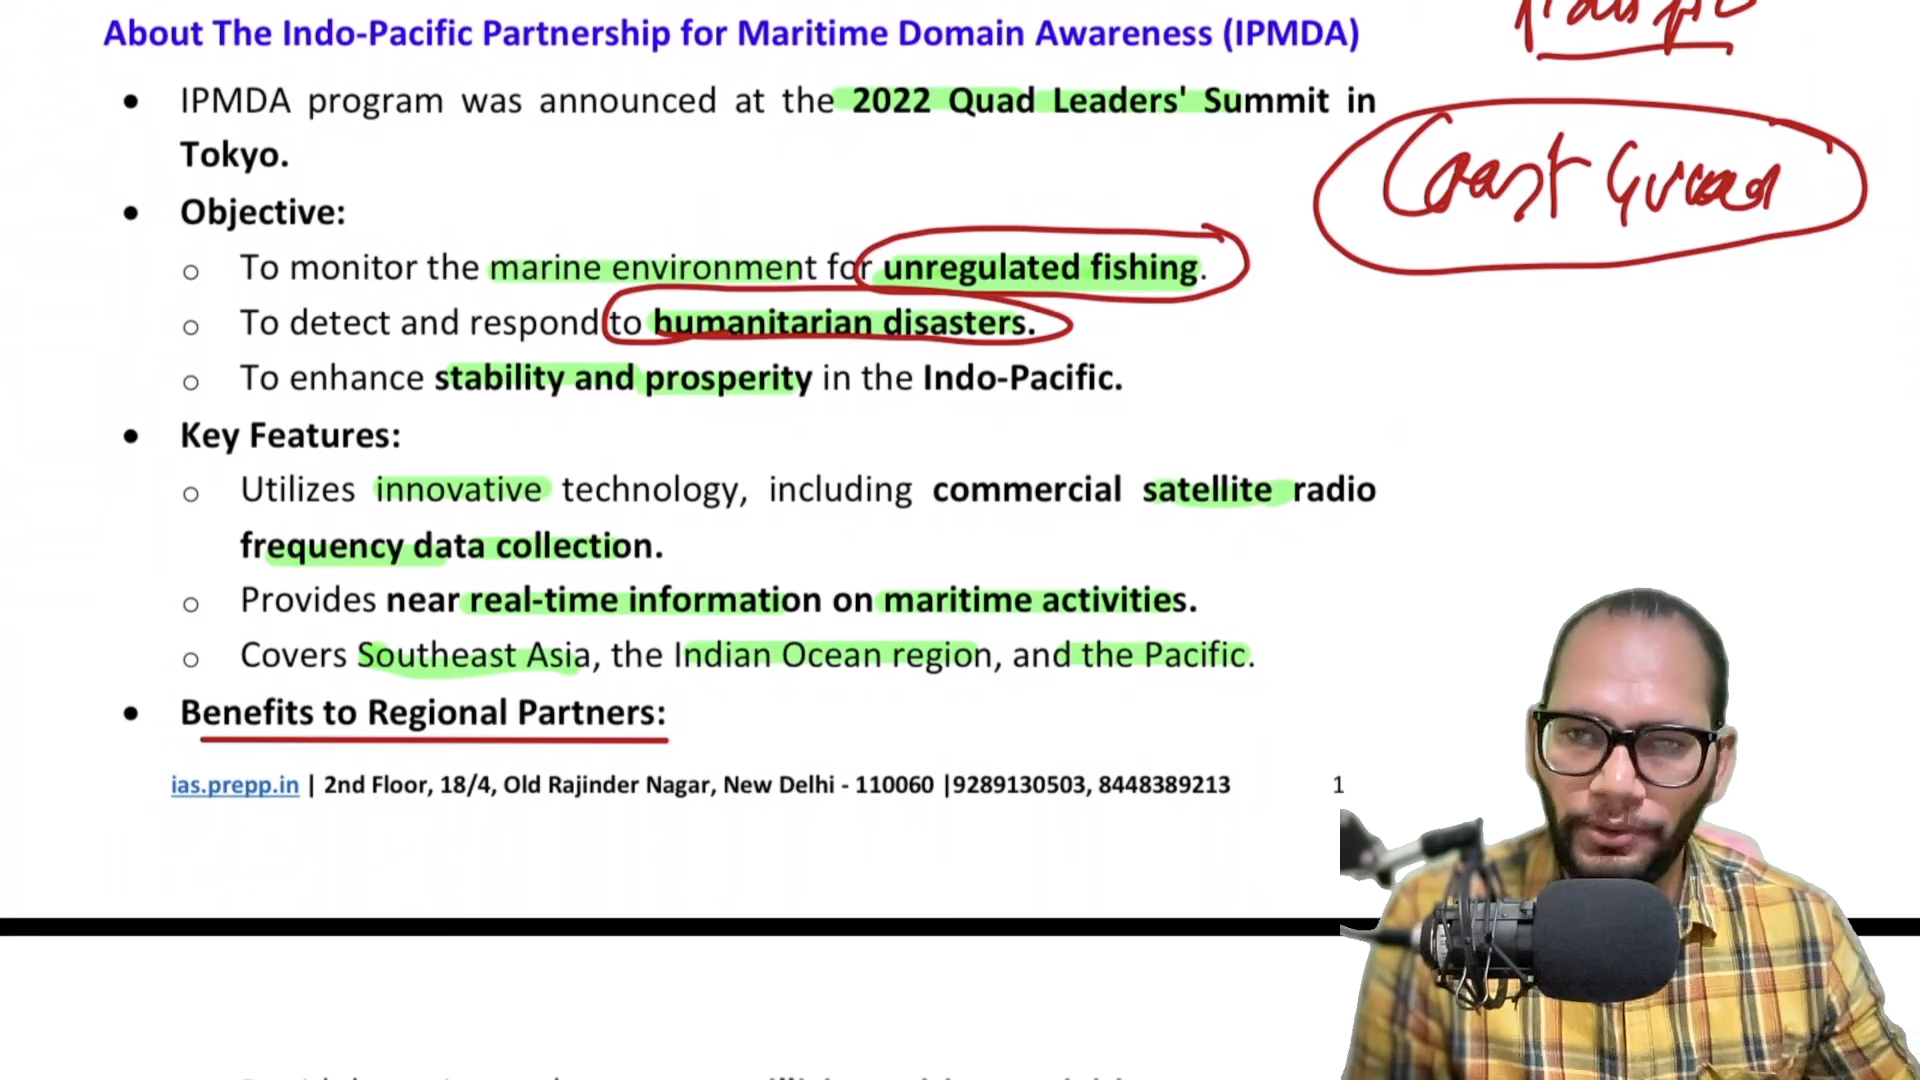 About The Indo-Pacific Partnership for Maritime Domain Awareness (IPMDA)
• IPMDA program was announced at the 2022 Quad Leaders' Summit in
Tokyo.
Coast Guard
• Objective:
o To monitor the marine environment for unregulated fishing.
o To detect and respond to humanitarian disasters.
o To enhance stability and prosperity in the Indo-Pacific.
• Key Features:
o Utilizes innovative technology, including commercial satellite radio
frequency data collection.
o Provides near real-time information on maritime activities.
o Covers Southeast Asia, the Indian Ocean region, and the Pacific.
• Benefits to Regional Partners:
ias.prepp.in | 2nd Floor, 18/4, Old Rajinder Nagar, New Delhi - 110060 |9289130503, 8448389213 1